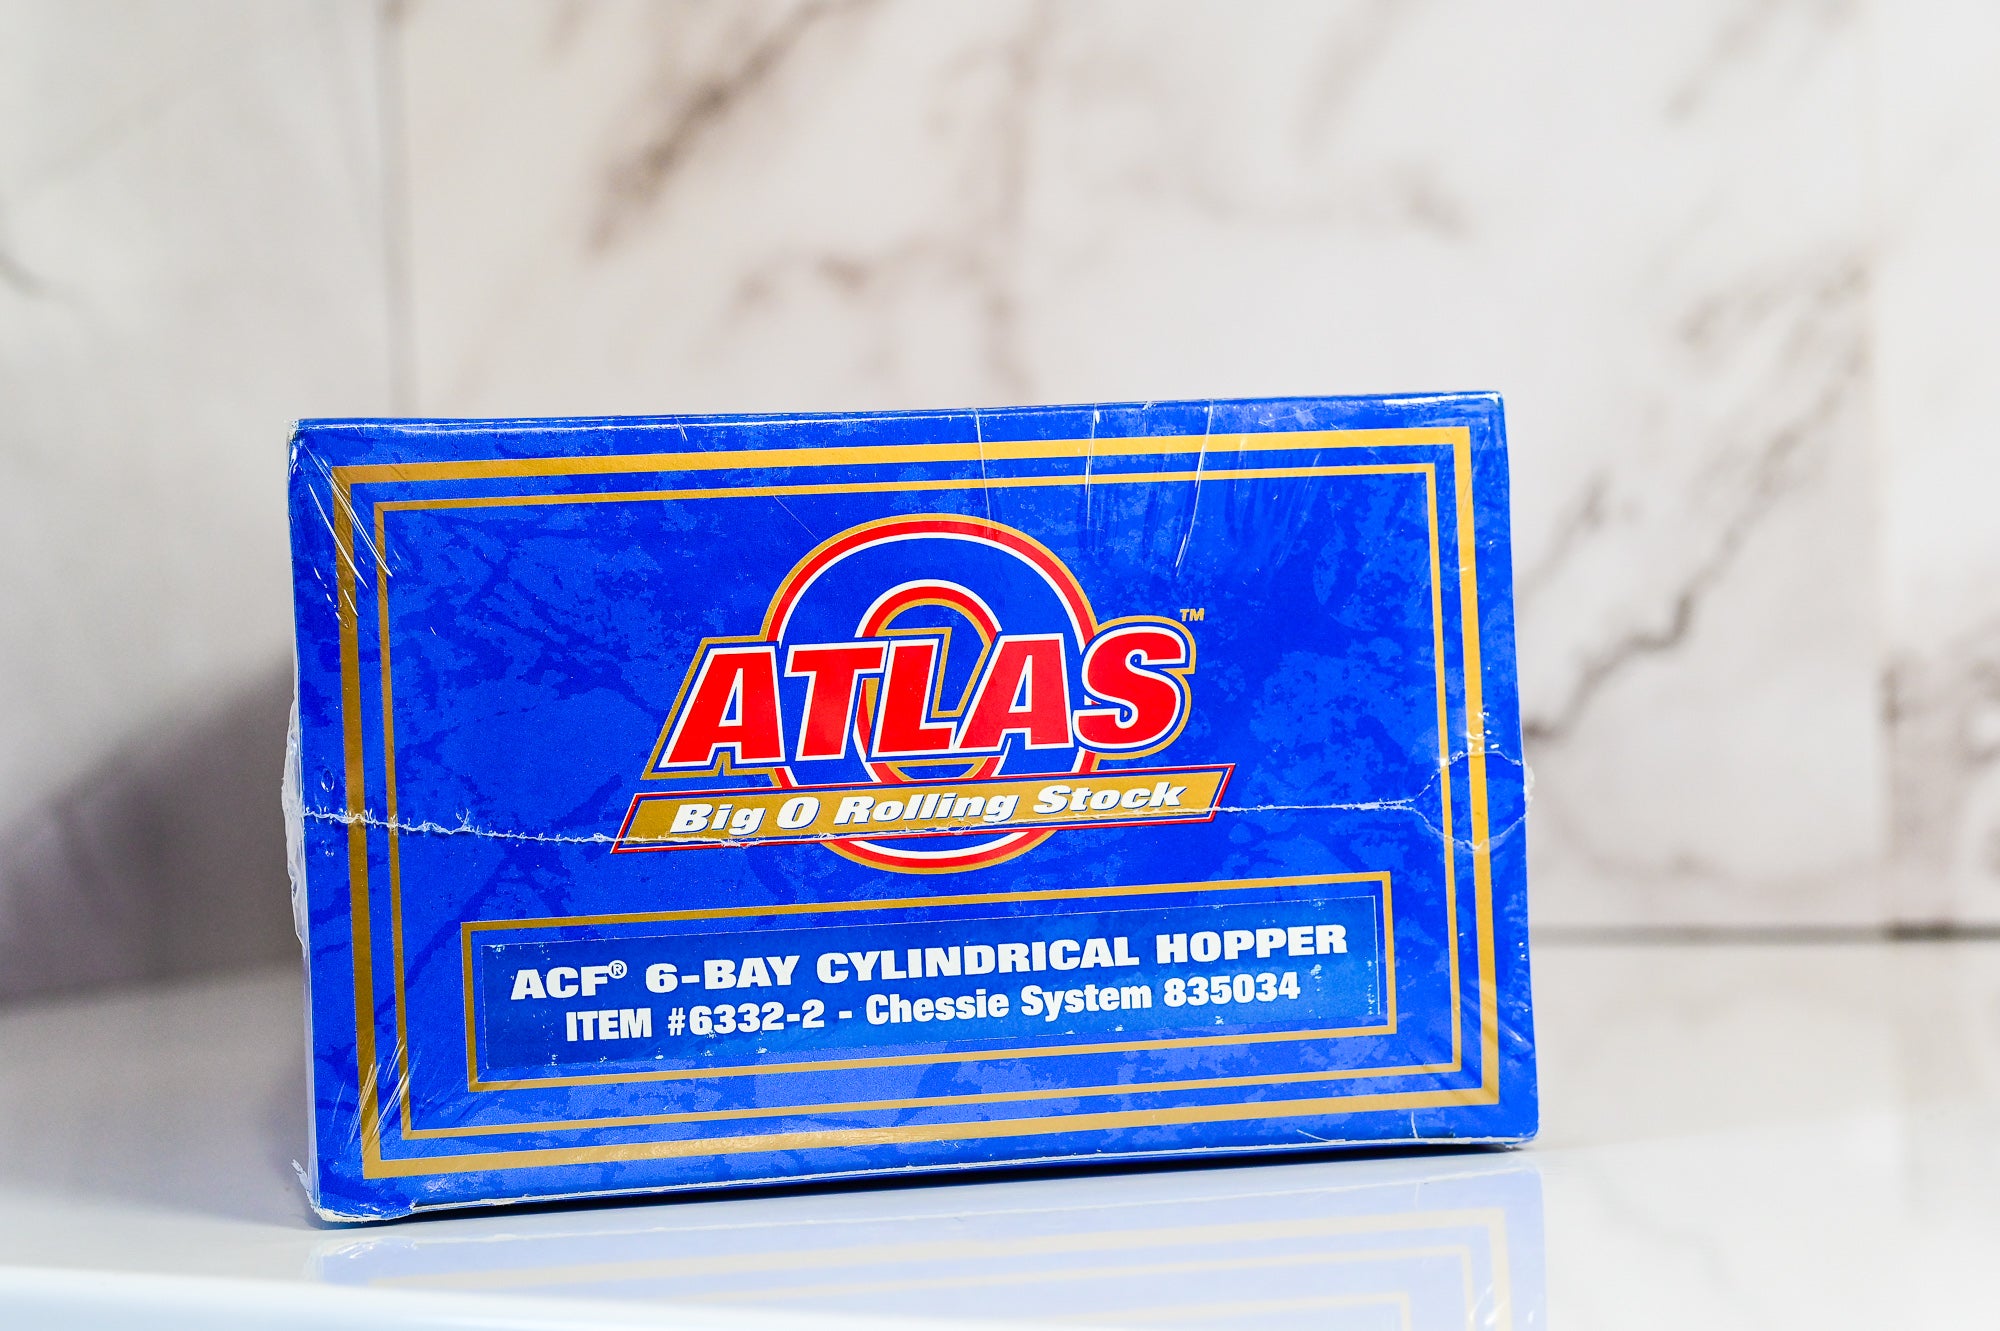 ATLAS™
Big O Rolling Stock
ACF® 6-BAY CYLINDRICAL HOPPER
ITEM #6332-2 - Chessie System 835034